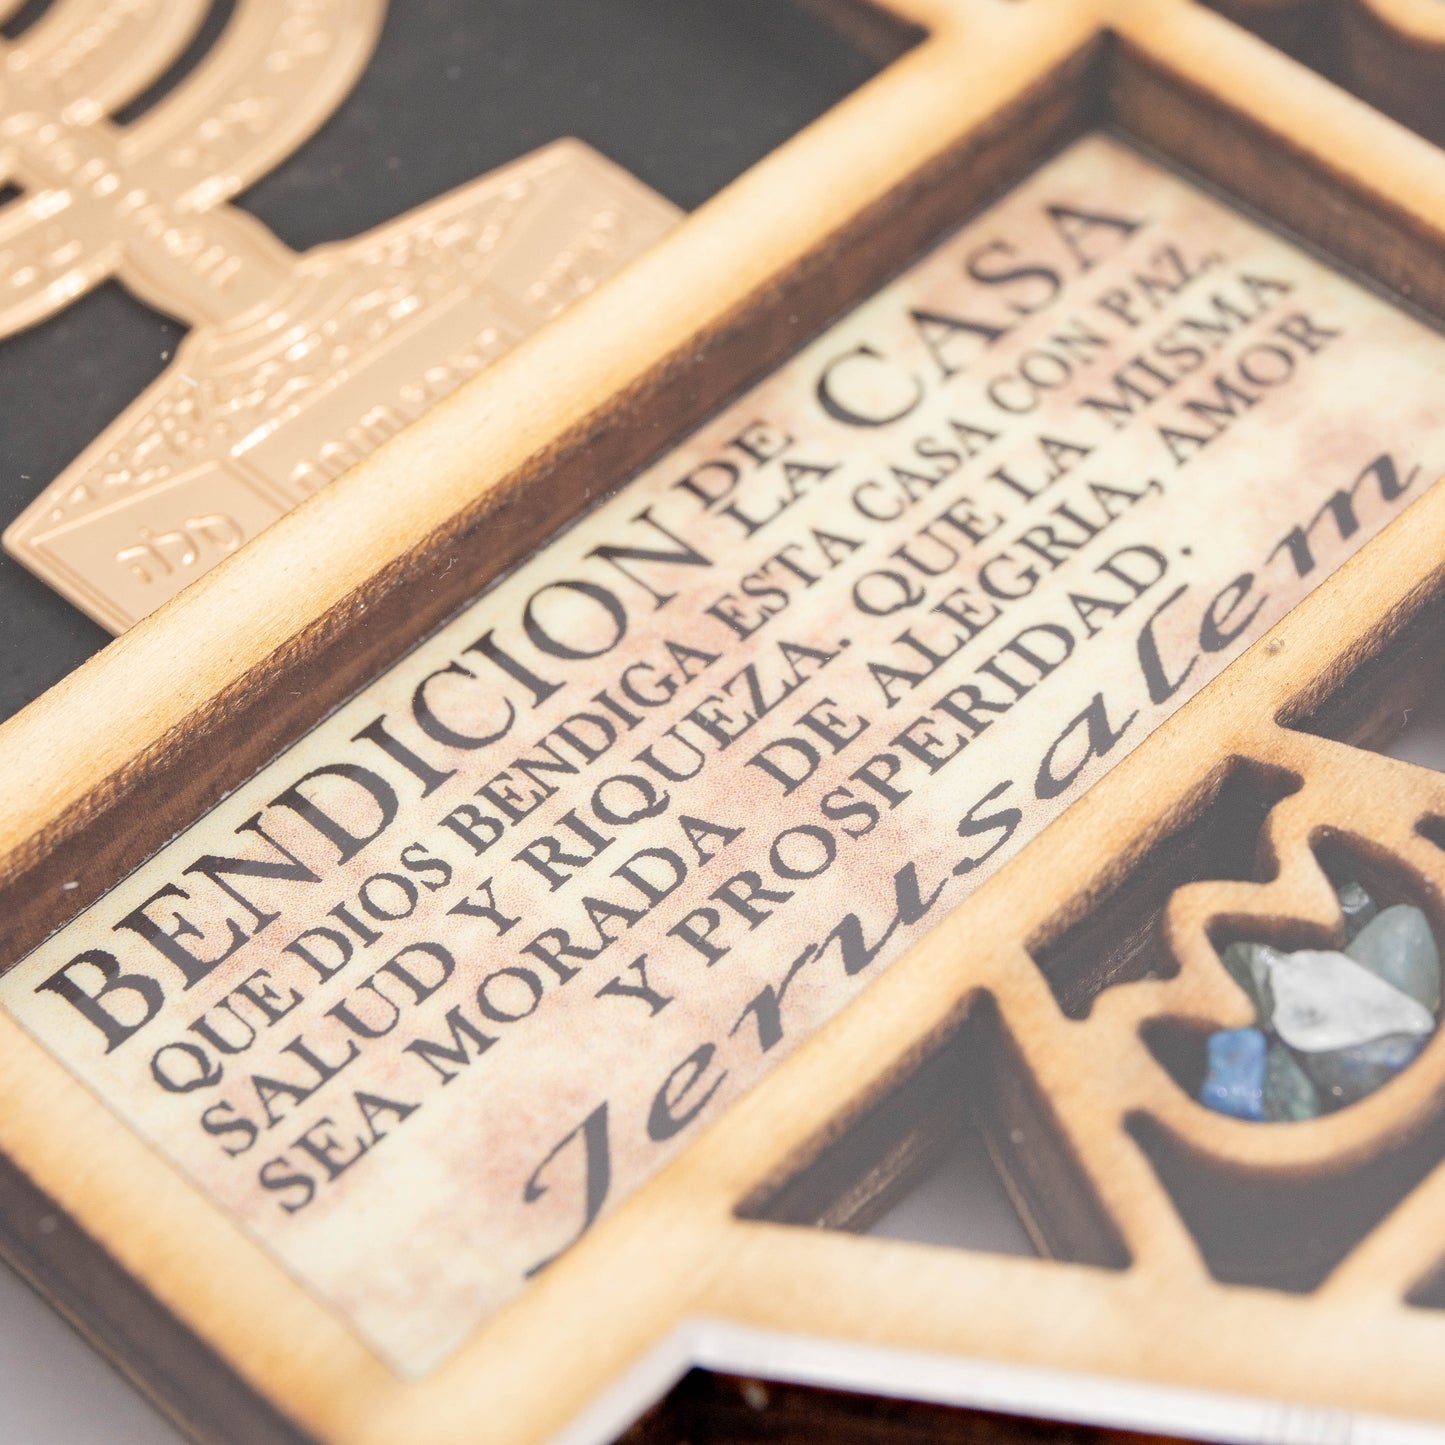 BENDICION DE LA CASA
QUE DIOS BENDIGA ESTA CASA CON PAZ,
SALUD Y RIQUEZA. QUE LA MISMA
SEA MORADA DE ALEGRIA, AMOR
Y PROSPERIDAD.
Jerusalem